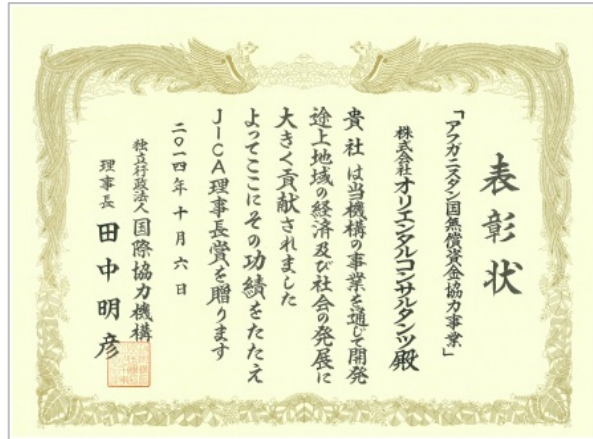 表彰状
「アフガニスタン国無償資金協力事業」
株式会社オリエンタルコンサルタンツ殿
貴社は当機構の事業を通じて開発
途上地域の経済及び社会の発展に
大きく貢献されました
よってここにその功績をたたえ
JICA理事長賞を贈ります
二〇一四年十月六日
独立行政法人国際協力機構
理事長 田中明彦